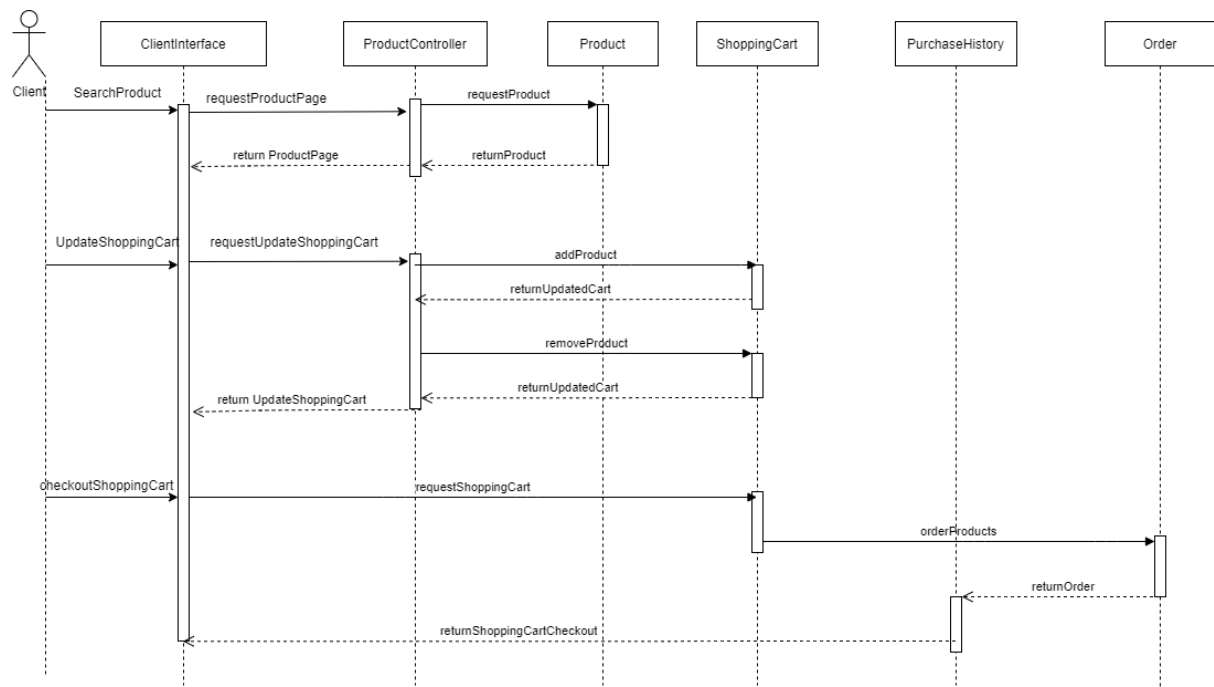 ClientInterface
ProductController
Product
ShoppingCart
PurchaseHistory
Order
Client
SearchProduct
requestProductPage
requestProduct
return ProductPage
returnProduct
UpdateShoppingCart
requestUpdateShoppingCart
addProduct
returnUpdatedCart
removeProduct
returnUpdatedCart
return UpdateShoppingCart
checkoutShoppingCart
requestShoppingCart
orderProducts
returnOrder
returnShoppingCartCheckout